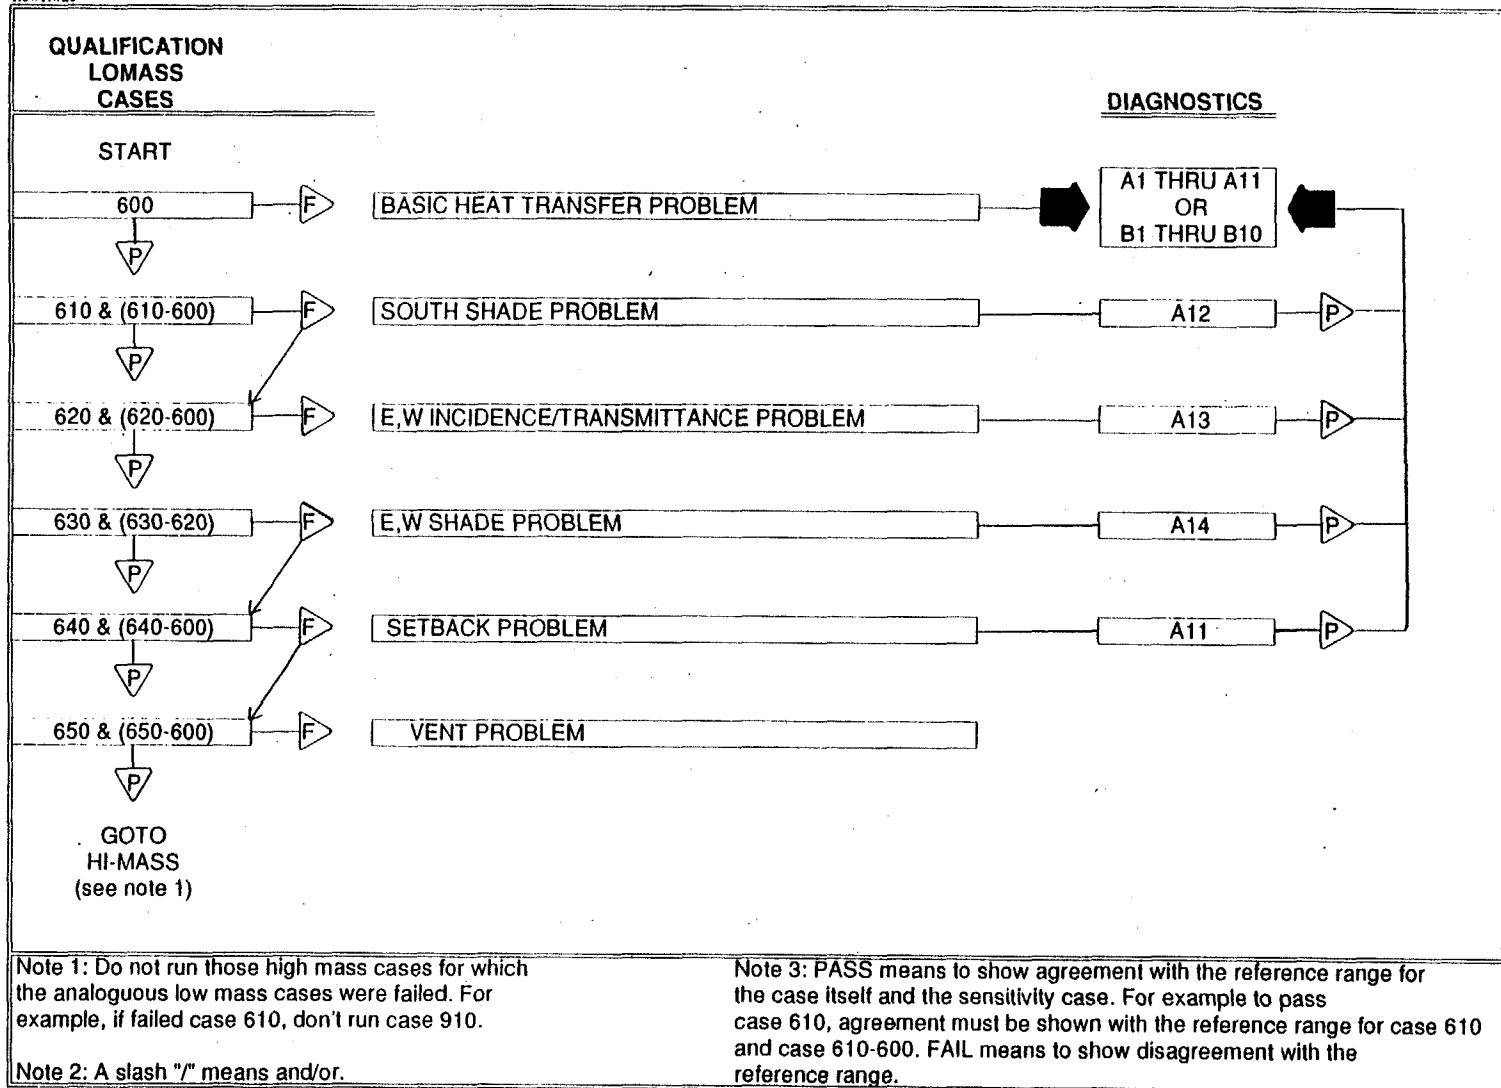 QUALIFICATION
LOMASS
CASES
DIAGNOSTICS
START
600
F
BASIC HEAT TRANSFER PROBLEM
A1 THRU A11
OR
B1 THRU B10
P
610 & (610-600)
F
SOUTH SHADE PROBLEM
A12
P
P
620 & (620-600)
F
E,W INCIDENCE/TRANSMITTANCE PROBLEM
A13
P
P
630 & (630-620)
F
E,W SHADE PROBLEM
A14
P
P
640 & (640-600)
F
SETBACK PROBLEM
A11
P
P
650 & (650-600)
F
VENT PROBLEM
P
GOTO
HI-MASS
(see note 1)
Note 1: Do not run those high mass cases for which
the analoguous low mass cases were failed. For
example, if failed case 610, don't run case 910.
Note 2: A slash "/" means and/or.
Note 3: PASS means to show agreement with the reference range for
the case itself and the sensitivity case. For example to pass
case 610, agreement must be shown with the reference range for case 610
and case 610-600. FAIL means to show disagreement with the
reference range.